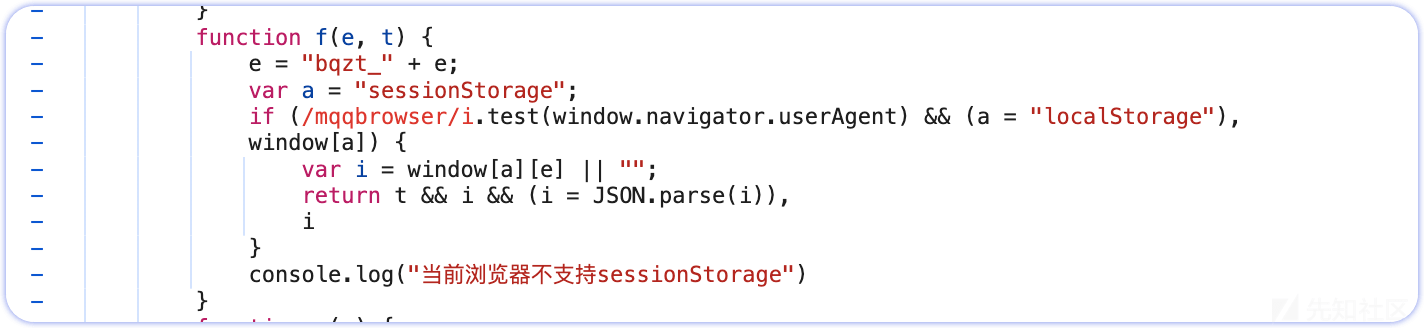 }
function f(e, t) {
e = "bqzt_" + e;
var a = "sessionStorage";
if (/mqqbrowser/i.test(window.navigator.userAgent) && (a = "localStorage"),
window[a]) {
var i = window[a][e] || "";
return t && i && (i = JSON.parse(i)),
i
}
console.log("当前浏览器不支持sessionStorage")
}
先知社区